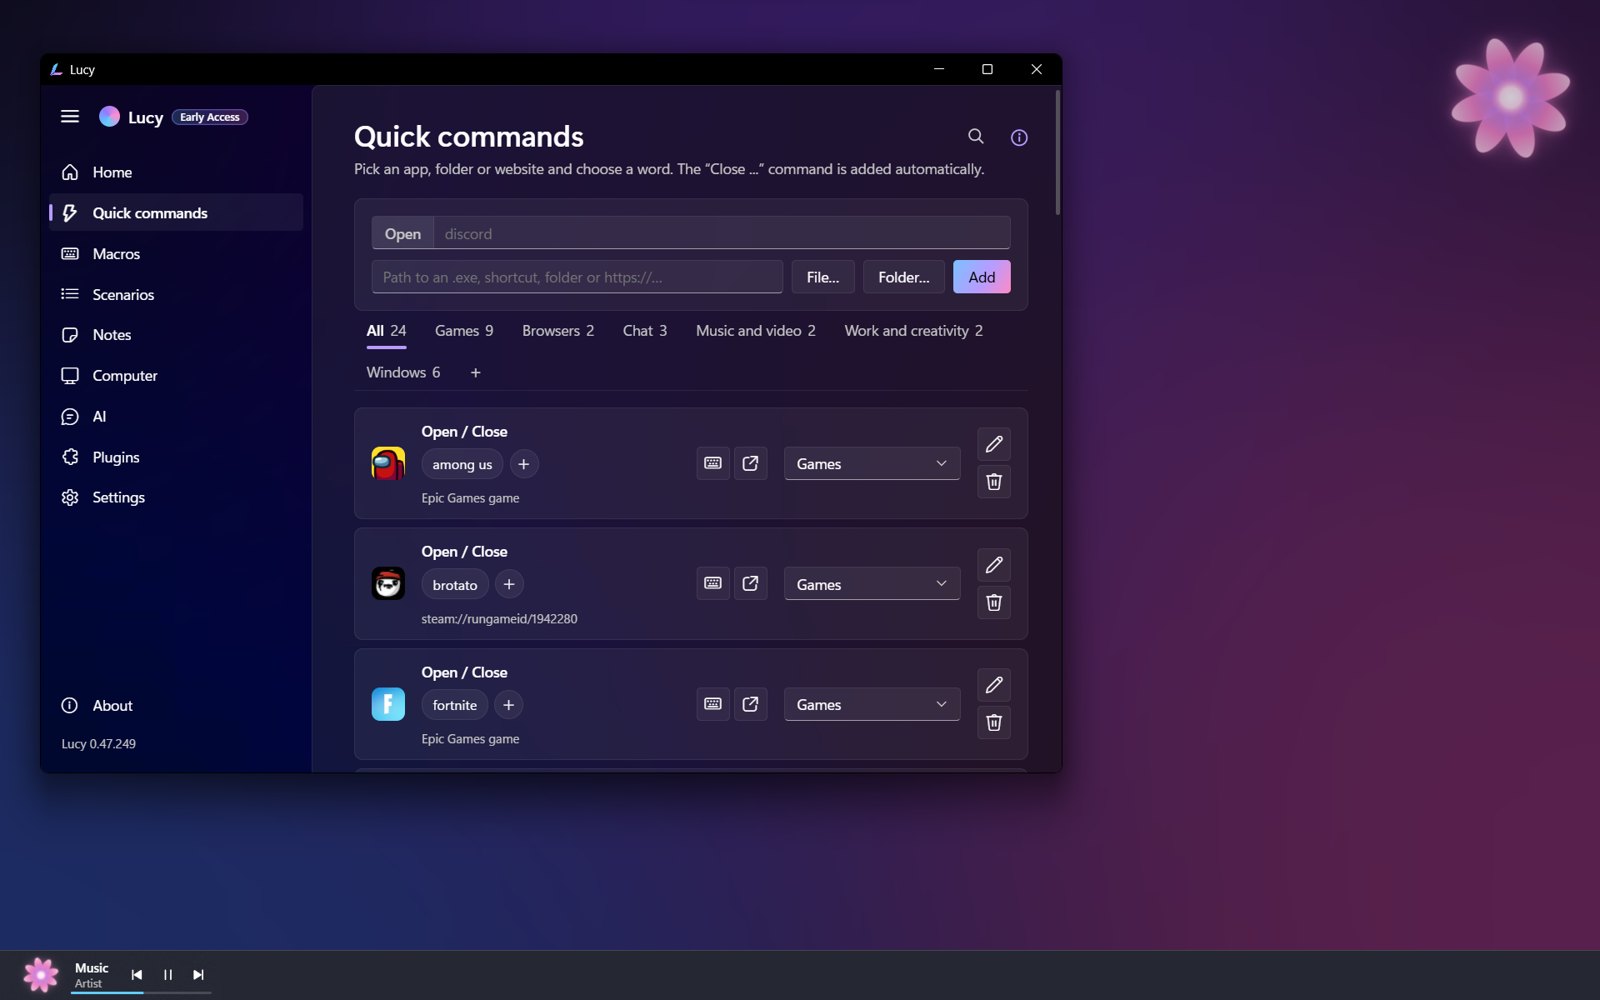 Lucy
Lucy Early Access
Home
Quick commands
Macros
Scenarios
Notes
Computer
AI
Plugins
Settings
About
Lucy 0.47.249
Quick commands
Pick an app, folder or website and choose a word. The “Close ...” command is added automatically.
Open discord
Path to an .exe, shortcut, folder or https://... File... Folder... Add
All 24 Games 9 Browsers 2 Chat 3 Music and video 2 Work and creativity 2
Windows 6 +
Open / Close
among us +
Games
Epic Games game
Open / Close
brotato +
Games
steam://rungameid/1942280
Open / Close
F
fortnite +
Games
Epic Games game
Music
Artist